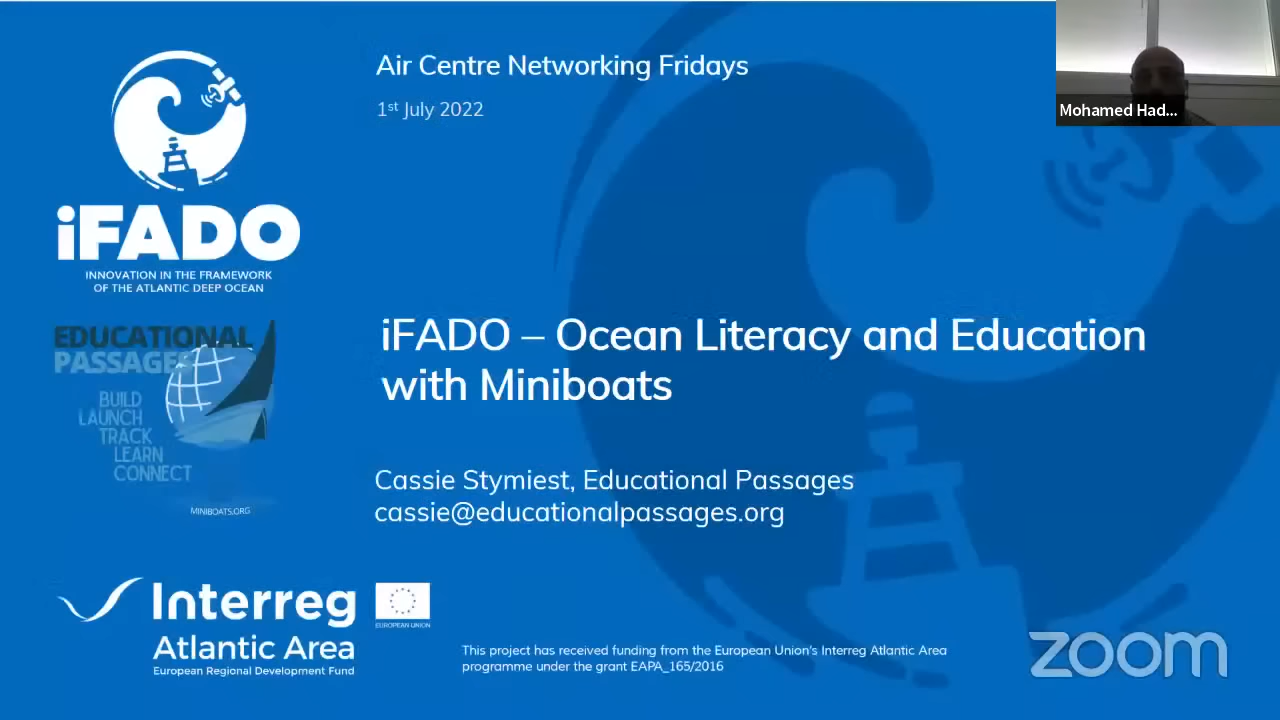 Air Centre Networking Fridays
1st July 2022
Mohamed Had...
iFADO
INNOVATION IN THE FRAMEWORK
OF THE ATLANTIC DEEP OCEAN
EDUCATIONAL
PASSAGES
BUILD
LAUNCH
TRACK
LEARN
CONNECT
MINIBOATS.ORG
iFADO – Ocean Literacy and Education
with Miniboats
Cassie Stymiest, Educational Passages
cassie@educationalpassages.org
Interreg
Atlantic Area
European Regional Development Fund
EUROPEAN UNION
This project has received funding from the European Union's Interreg Atlantic Area
programme under the grant EAPA_165/2016
zoom